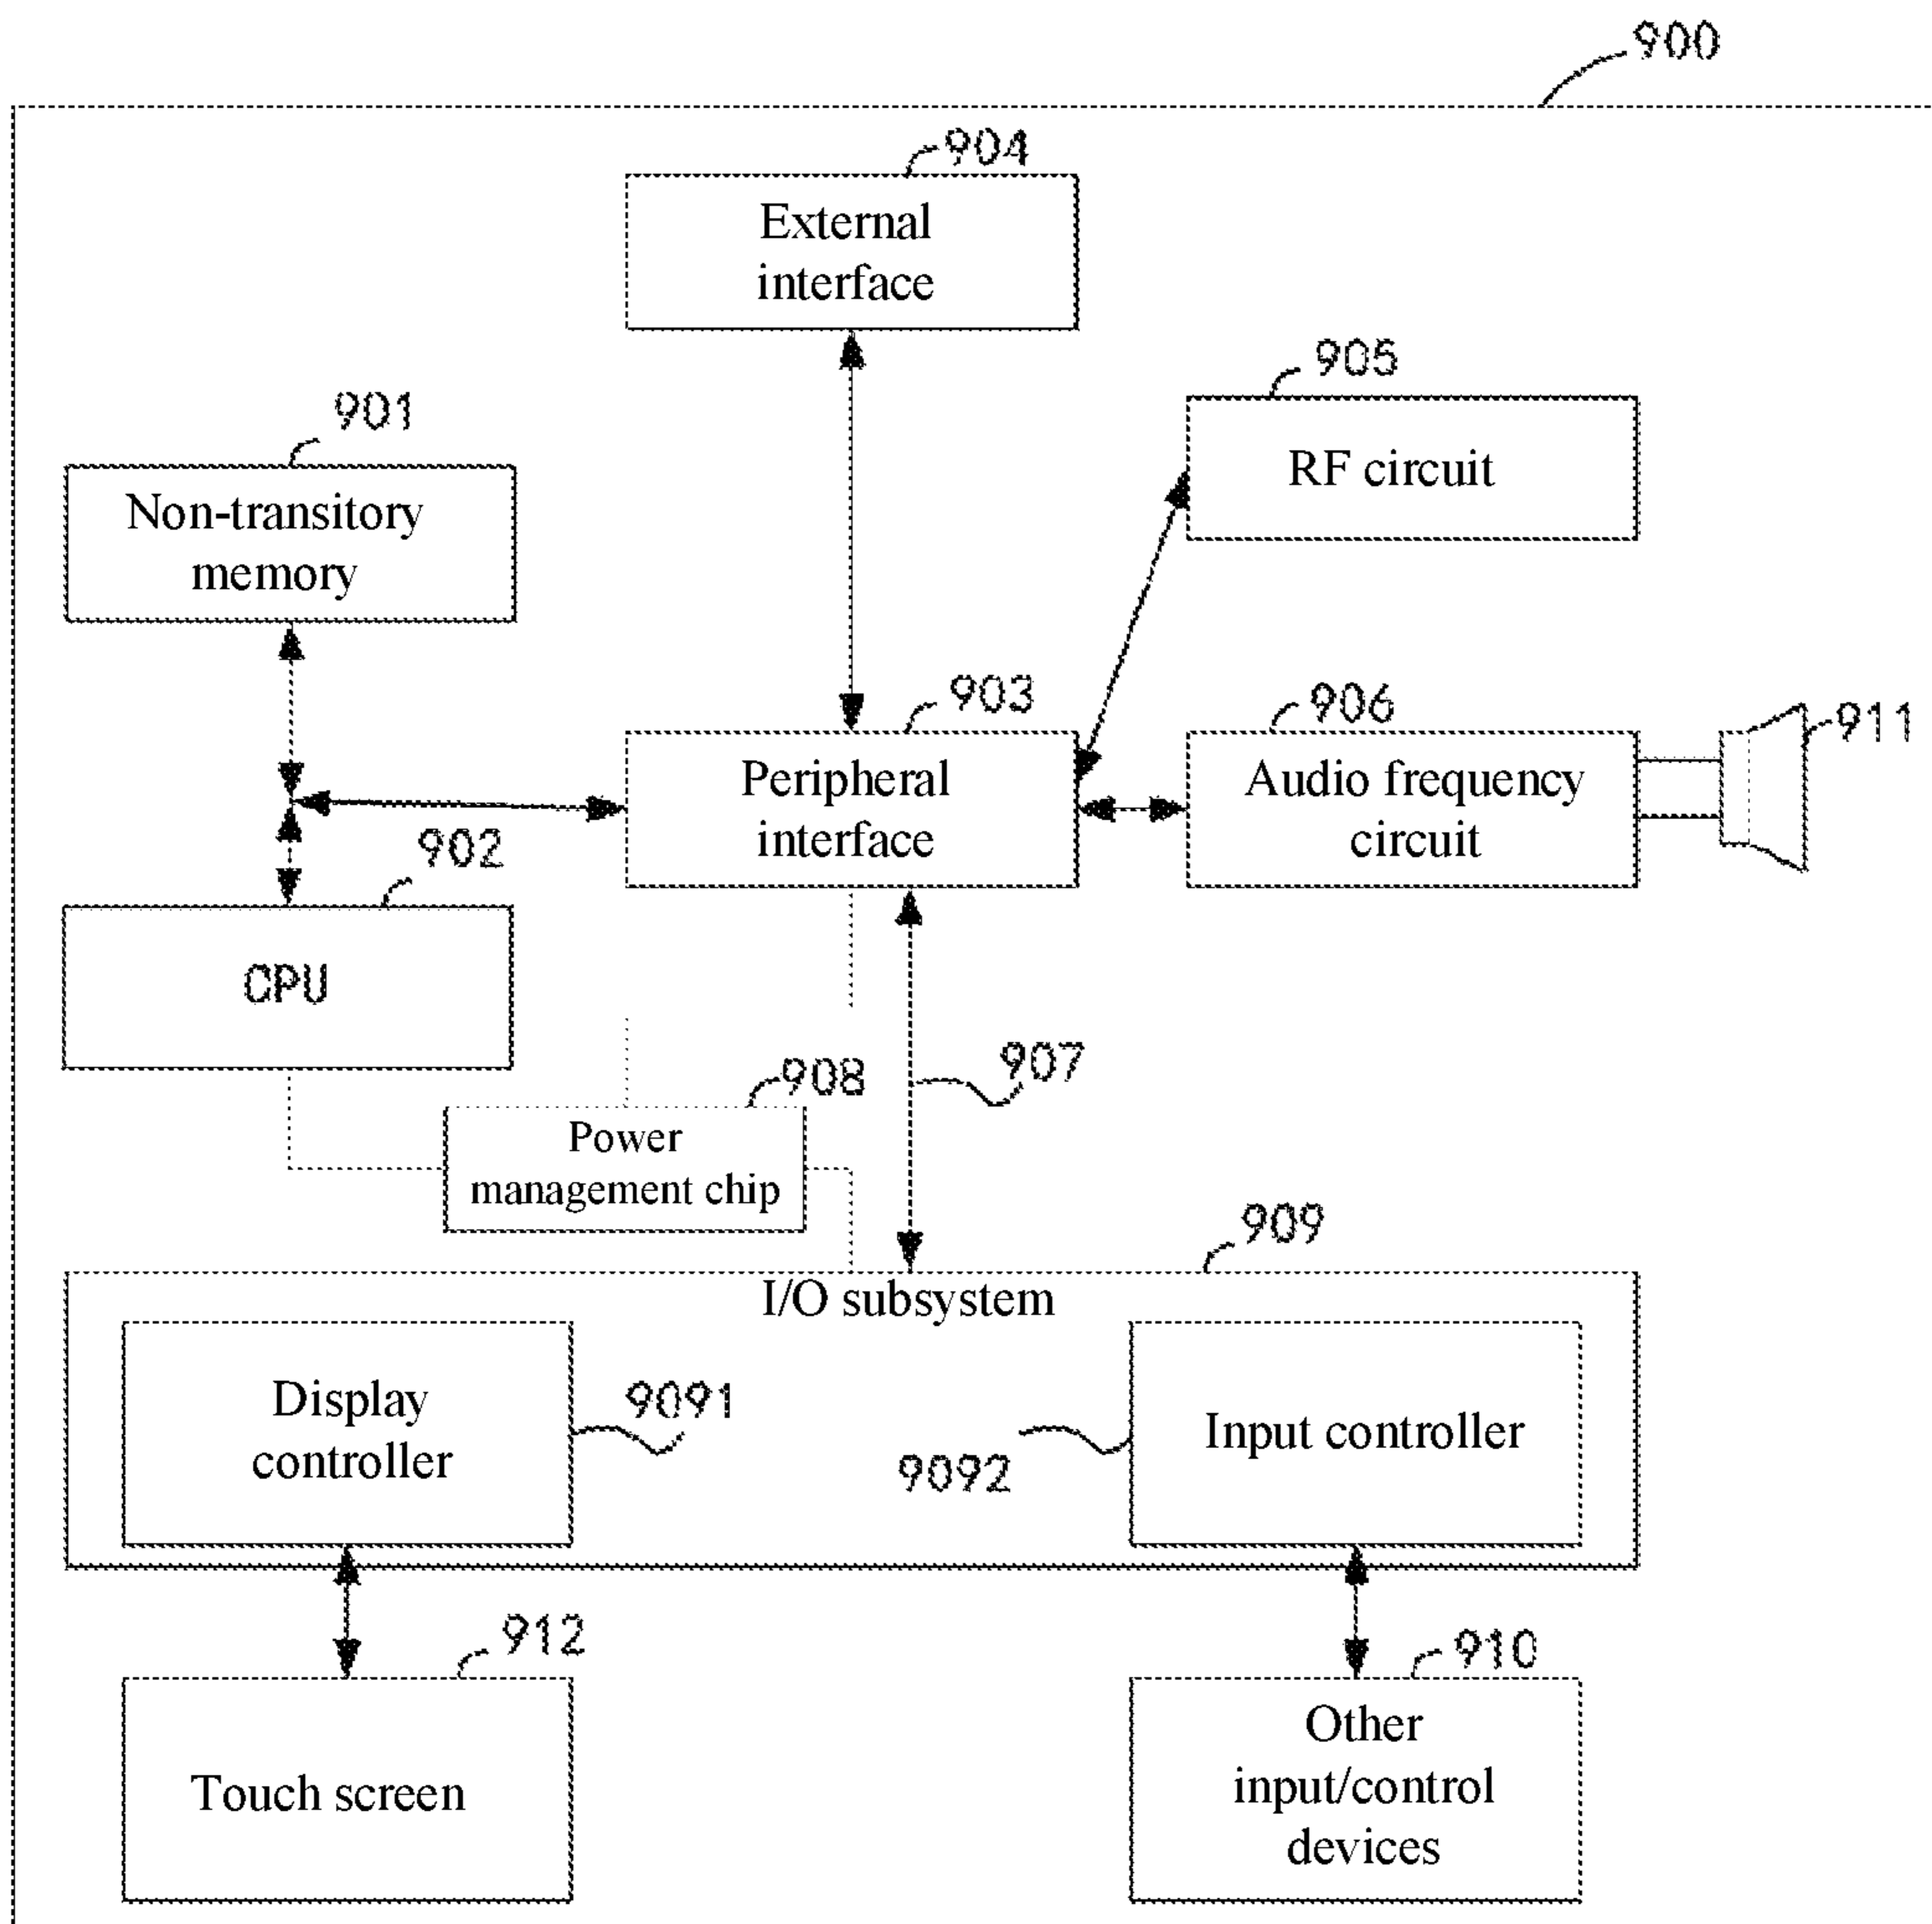 900
904
External
interface
905
RF circuit
901
Non-transitory
memory
903
Peripheral
interface
906
Audio frequency
circuit
911
902
CPU
907
908
Power
management chip
909
I/O subsystem
Display
controller
9091
9092
Input controller
912
Touch screen
910
Other
input/control
devices